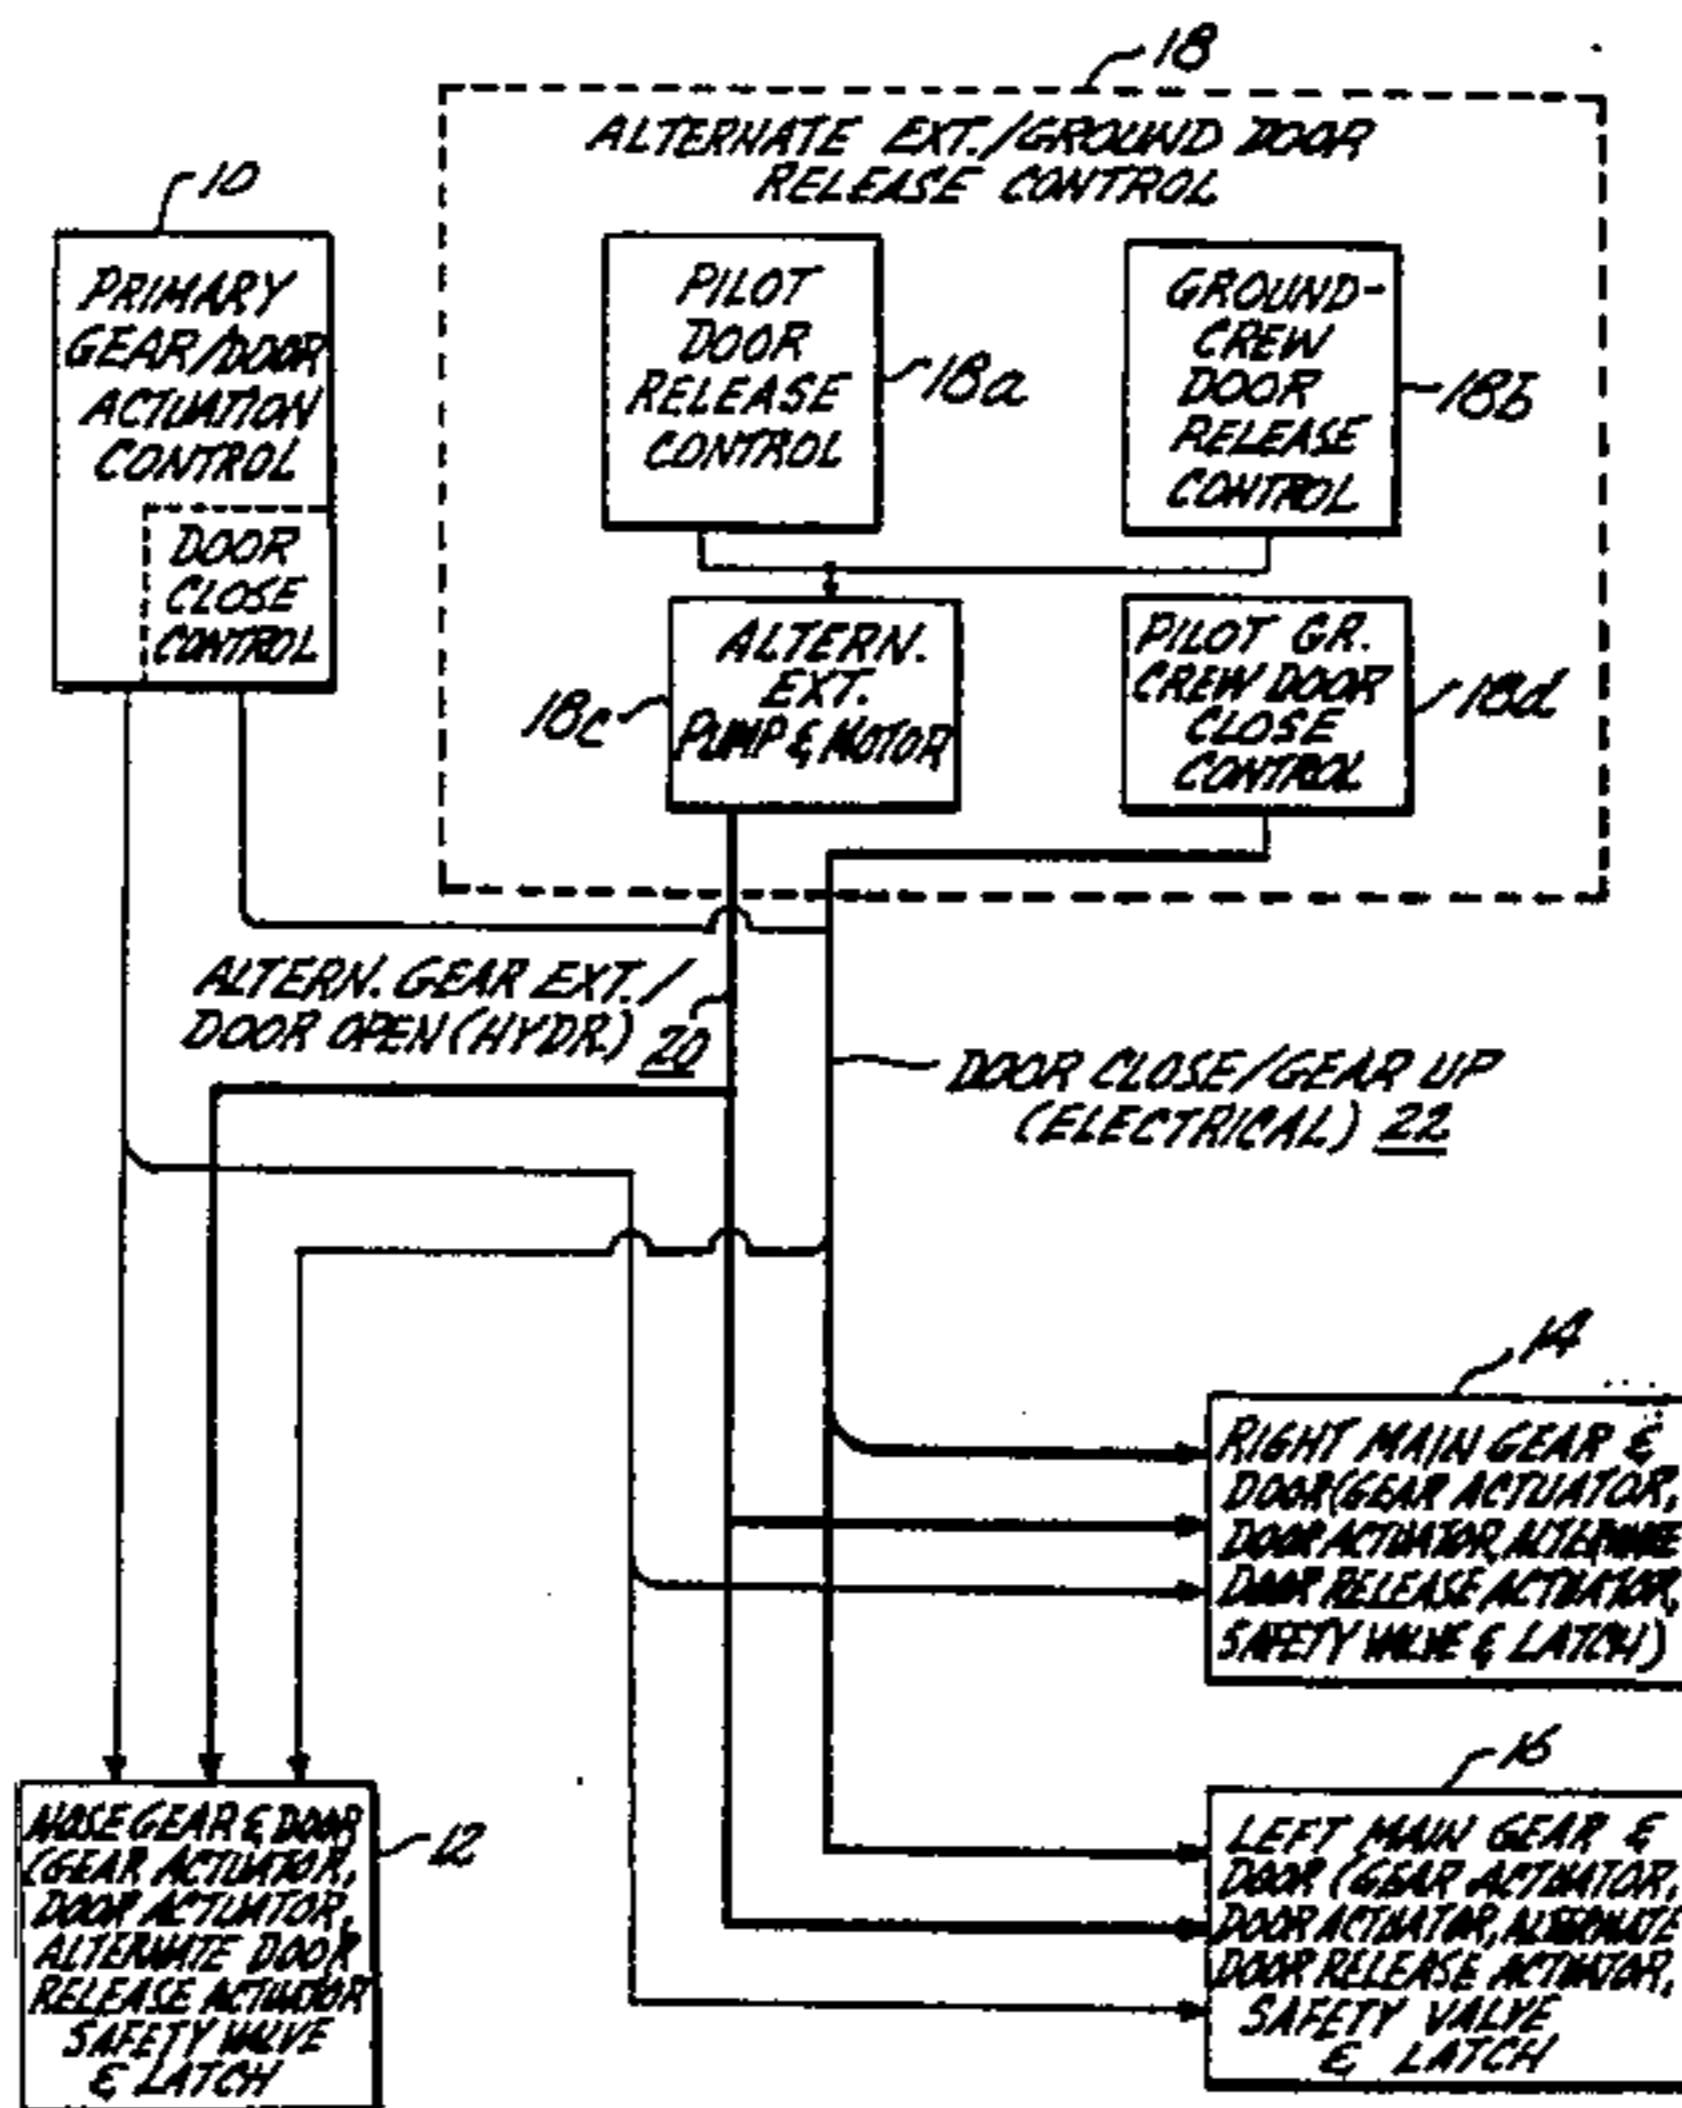 18
ALTERNATE EXT./GROUND DOOR
RELEASE CONTROL
10
PRIMARY
GEAR/DOOR
ACTUATION
CONTROL
DOOR
CLOSE
CONTROL
PILOT
DOOR
RELEASE
CONTROL
18a
GROUND-
CREW
DOOR
RELEASE
CONTROL
18b
ALTERN.
EXT.
PUMP & MOTOR
18c
PILOT GR.
CREW DOOR
CLOSE
CONTROL
18d
ALTERN. GEAR EXT./
DOOR OPEN (HYDR.) 20
DOOR CLOSE/GEAR UP
(ELECTRICAL) 22
14
RIGHT MAIN GEAR &
DOOR (GEAR ACTUATOR,
DOOR ACTUATOR, ALTERNATE
DOOR RELEASE ACTUATOR,
SAFETY VALVE & LATCH)
16
LEFT MAIN GEAR &
DOOR (GEAR ACTUATOR,
DOOR ACTUATOR, ALTERNATE
DOOR RELEASE ACTUATOR,
SAFETY VALVE
& LATCH
12
NOSE GEAR & DOOR
(GEAR ACTUATOR,
DOOR ACTUATOR,
ALTERNATE DOOR
RELEASE ACTUATOR
SAFETY VALVE
& LATCH